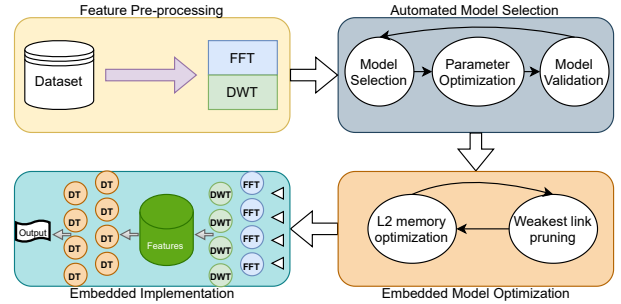 Feature Pre-processing
Dataset
FFT
DWT
Automated Model Selection
Model
Selection
Parameter
Optimization
Model
Validation
L2 memory
optimization
Weakest link
pruning
Embedded Model Optimization
Output
DT
DT
DT
DT
DT
DT
DT
DT
Features
DWT
DWT
DWT
DWT
FFT
FFT
FFT
FFT
Embedded Implementation